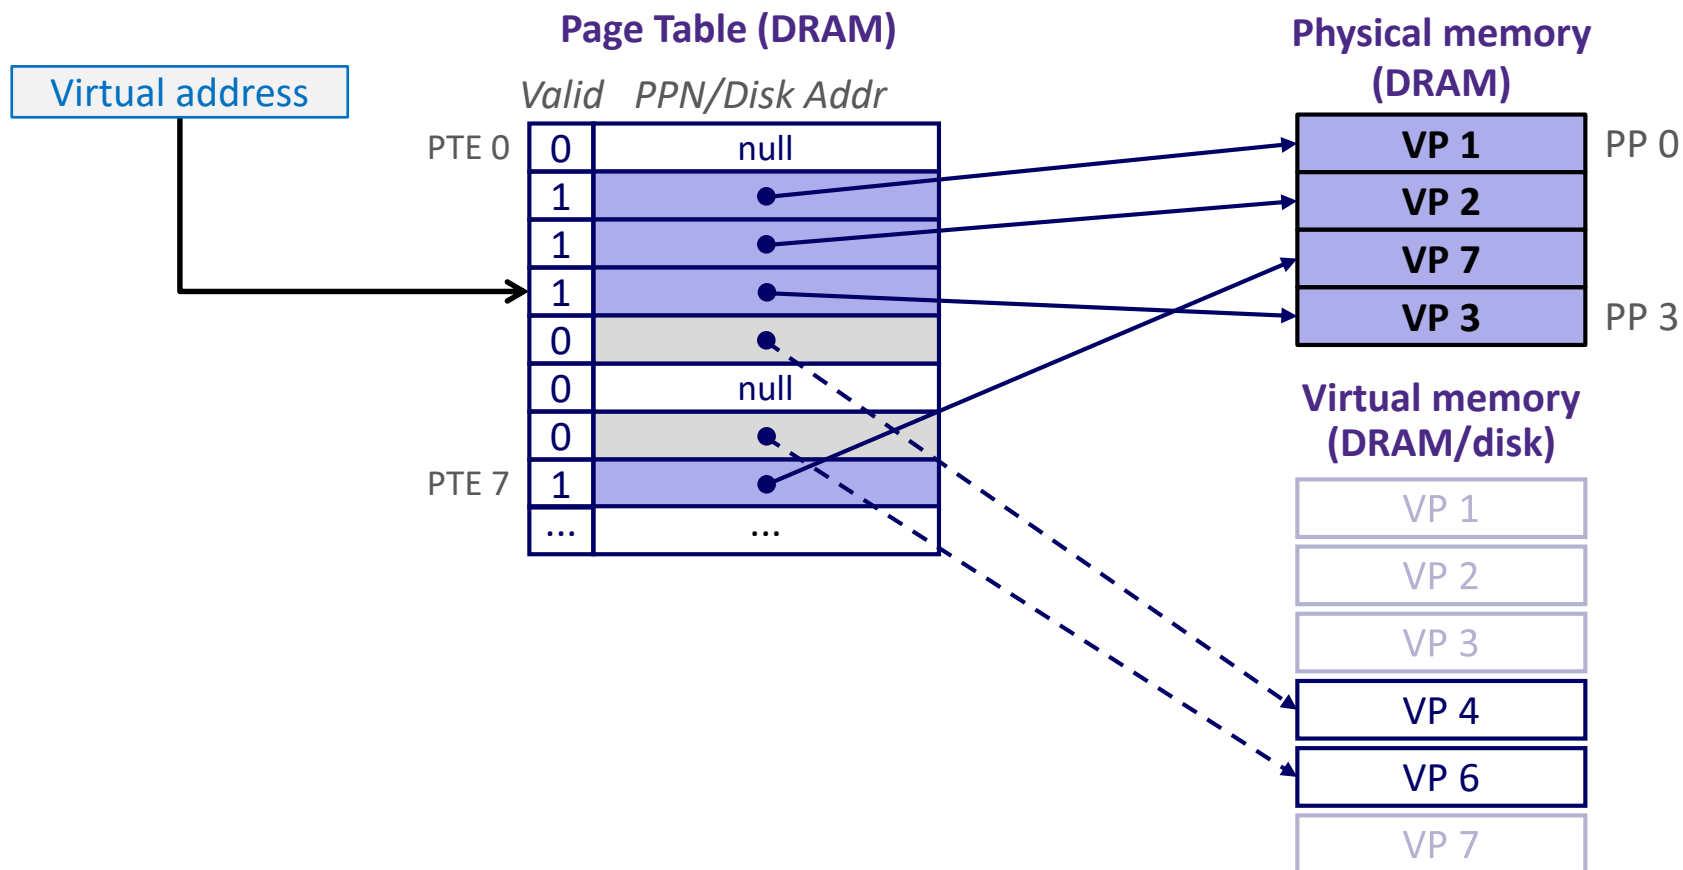 Page Table (DRAM)
Physical memory
(DRAM)
Virtual address
Valid PPN/Disk Addr
PTE 0 0 null
1
1
1
0
0 null
0
PTE 7 1
... ...
VP 1 PP 0
VP 2
VP 7
VP 3 PP 3
Virtual memory
(DRAM/disk)
VP 1
VP 2
VP 3
VP 4
VP 6
VP 7